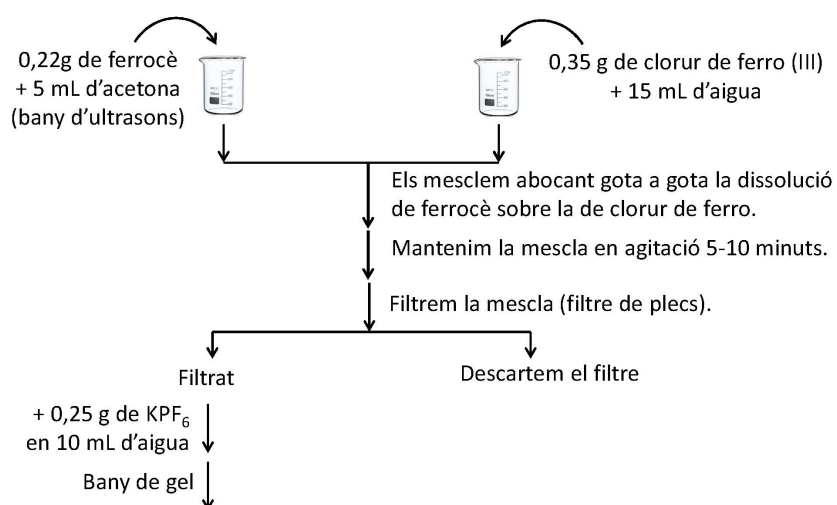 0,22g de ferrocè
+ 5 mL d’acetona
(bany d’ultrasons)
0,35 g de clorur de ferro (III)
+ 15 mL d’aigua
Els mesclem abocant gota a gota la dissolució
de ferrocè sobre la de clorur de ferro.
Mantenim la mescla en agitació 5-10 minuts.
Filtrem la mescla (filtre de plecs).
Filtrat
Descartem el filtre
+ 0,25 g de KPF₆
en 10 mL d’aigua
Bany de gel